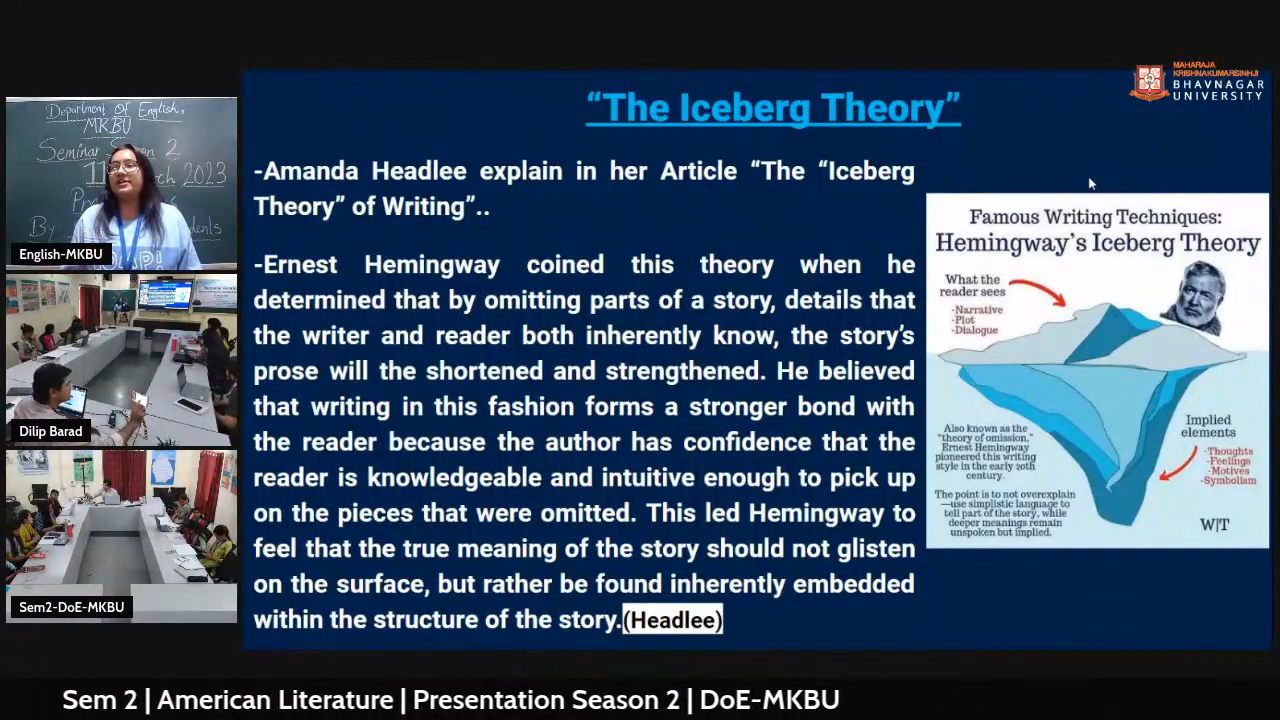 MAHARAJA
KRISHNAKUMARSINHJI
BHAVNAGAR
UNIVERSITY
“The Iceberg Theory”
-Amanda Headlee explain in her Article “The “Iceberg
Theory” of Writing”..
-Ernest Hemingway coined this theory when he
determined that by omitting parts of a story, details that
the writer and reader both inherently know, the story’s
prose will the shortened and strengthened. He believed
that writing in this fashion forms a stronger bond with
the reader because the author has confidence that the
reader is knowledgeable and intuitive enough to pick up
on the pieces that were omitted. This led Hemingway to
feel that the true meaning of the story should not glisten
on the surface, but rather be found inherently embedded
within the structure of the story.(Headlee)
Famous Writing Techniques:
Hemingway’s Iceberg Theory
What the
reader sees
-Narrative
-Plot
-Dialogue
Also known as the
“theory of omission,”
Ernest Hemingway
pioneered this writing
style in the early 20th
century.
The point is to not overexplain
—use simplistic language to
tell part of the story, while
deeper meanings remain
unspoken but implied.
Implied
elements
-Thoughts
-Feelings
-Motives
-Symbolism
W|T
Department Of English,
MKBU
Seminar 2
11 2023
By
English-MKBU
Dilip Barad
Sem2-DoE-MKBU
Sem 2 | American Literature | Presentation Season 2 | DoE-MKBU